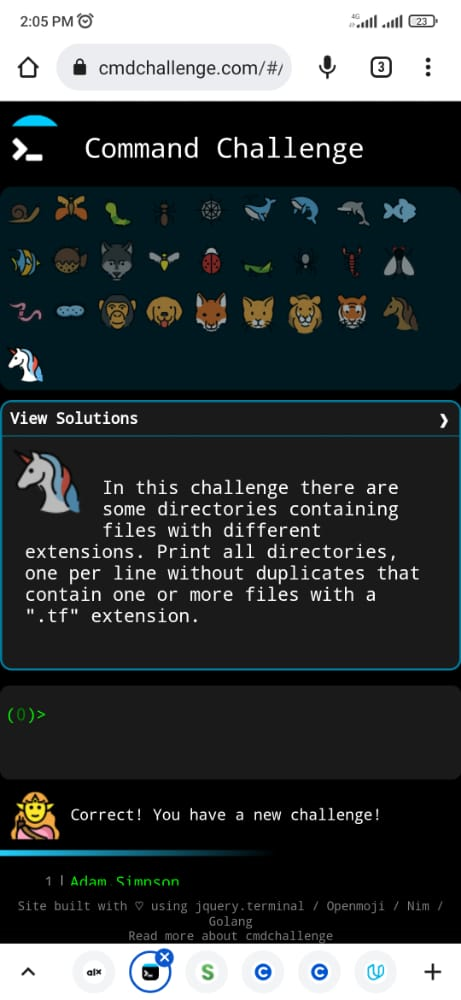 2:05 PM
4G
23
cmdchallenge.com/#/
3
Command Challenge
View Solutions
In this challenge there are
some directories containing
files with different
extensions. Print all directories,
one per line without duplicates that
contain one or more files with a
".tf" extension.
(0)>
Correct! You have a new challenge!
1 | Adam Simpson
Site built with ♡ using jquery.terminal / Openmoji / Nim /
Golang
Read more about cmdchallenge
alx
S
C
C
U